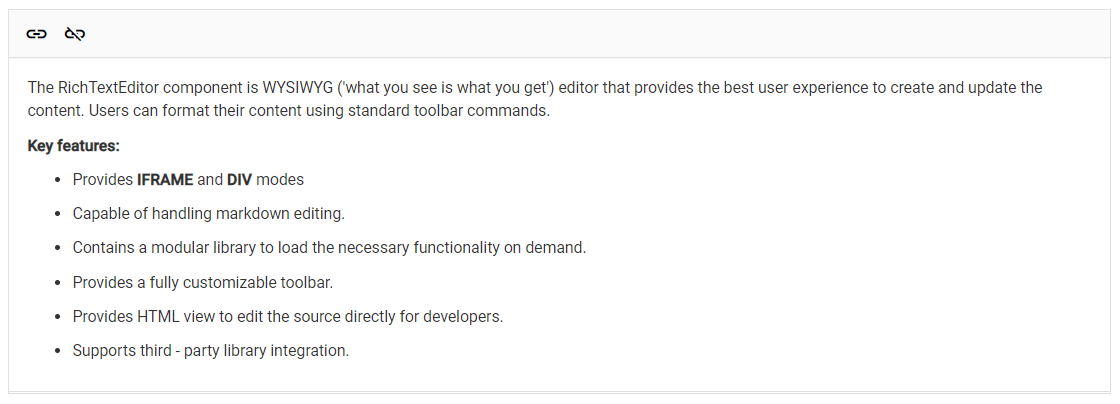 The RichTextEditor component is WYSIWYG ('what you see is what you get') editor that provides the best user experience to create and update the
content. Users can format their content using standard toolbar commands.
Key features:
• Provides IFRAME and DIV modes
• Capable of handling markdown editing.
• Contains a modular library to load the necessary functionality on demand.
• Provides a fully customizable toolbar.
• Provides HTML view to edit the source directly for developers.
• Supports third - party library integration.